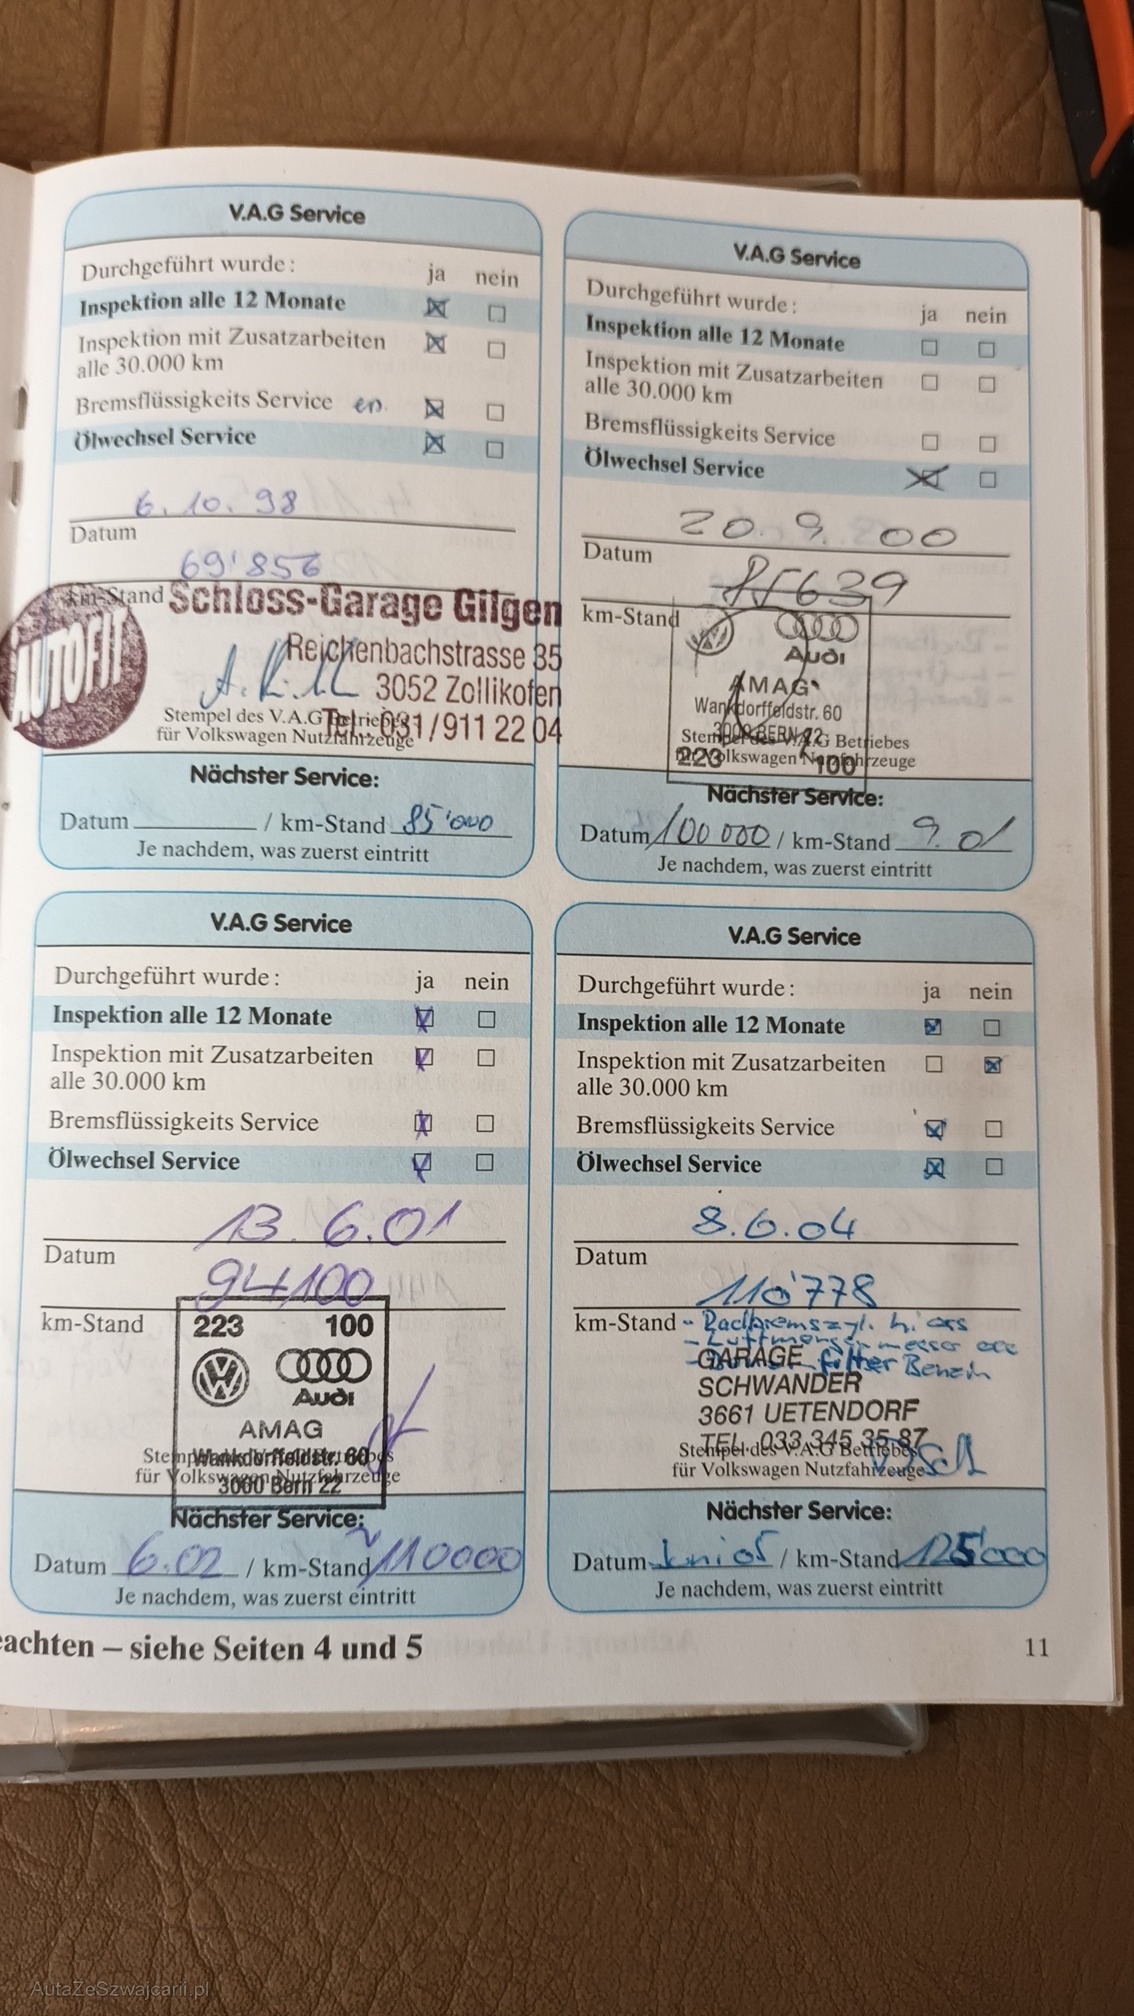 V.A.G Service
Durchgeführt wurde: ja nein
Inspektion alle 12 Monate
Inspektion mit Zusatzarbeiten
alle 30.000 km
Bremsflüssigkeits Service en.
Ölwechsel Service
6.10.98
Datum
69'856
km-Stand
AUTOFIT
Schloss-Garage Gilgen
Reichenbachstrasse 35
3052 Zollikofen
Tel. 031/911 22 04
Stempel des V.A.G Betriebes
für Volkswagen Nutzfahrzeuge
Nächster Service:
Datum / km-Stand 85'000
Je nachdem, was zuerst eintritt
V.A.G Service
Durchgeführt wurde: ja nein
Inspektion alle 12 Monate
Inspektion mit Zusatzarbeiten
alle 30.000 km
Bremsflüssigkeits Service
Ölwechsel Service
20.9.00
Datum
km-Stand
Audi
AMAG
Wankdorffeldstr. 60
3000 BERN 22
223 100
Stempel des V.A.G Betriebes
für Volkswagen Nutzfahrzeuge
Nächster Service:
Datum 100 000 / km-Stand 9.01
Je nachdem, was zuerst eintritt
V.A.G Service
Durchgeführt wurde: ja nein
Inspektion alle 12 Monate
Inspektion mit Zusatzarbeiten
alle 30.000 km
Bremsflüssigkeits Service
Ölwechsel Service
13.6.01
Datum
94100
km-Stand
223 100
Audi
AMAG
Wankdorffeldstr. 60
3000 Bern 22
Stempel des V.A.G Betriebes
für Volkswagen Nutzfahrzeuge
Nächster Service:
Datum 6.02 / km-Stand ~110000
Je nachdem, was zuerst eintritt
V.A.G Service
Durchgeführt wurde: ja nein
Inspektion alle 12 Monate
Inspektion mit Zusatzarbeiten
alle 30.000 km
Bremsflüssigkeits Service
Ölwechsel Service
8.6.04
Datum
110'778
km-Stand - Radbremszyl.
- Luftmengenmesser
filter Benzin
GARAGE
SCHWANDER
3661 UETENDORF
TEL. 033 345 35 87
Stempel des V.A.G Betriebes
für Volkswagen Nutzfahrzeuge
Nächster Service:
Datum Juni 05 / km-Stand 125'000
Je nachdem, was zuerst eintritt
eachten – siehe Seiten 4 und 5
11
AutaZeSzwajcarii.pl